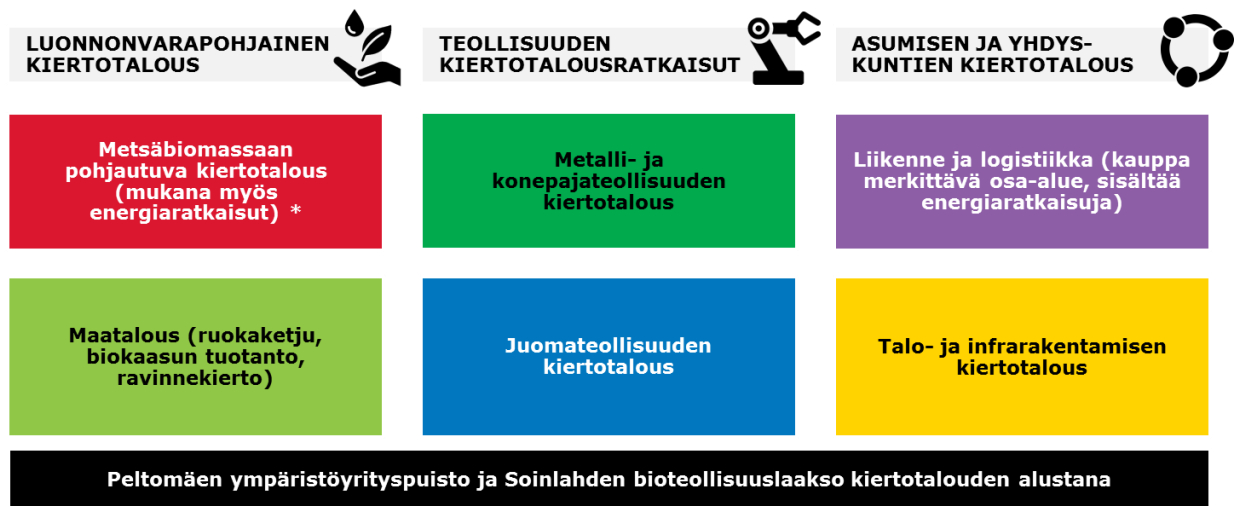 LUONNONVARAPOHJAINEN
KIERTOTALOUS
TEOLLISUUDEN
KIERTOTALOUSRATKAISUT
ASUMISEN JA YHDYS-
KUNTIEN KIERTOTALOUS
Metsäbiomassaan
pohjautuva kiertotalous
(mukana myös
energiaratkaisut) *
Metalli- ja
konepajateollisuuden
kiertotalous
Liikenne ja logistiikka (kauppa
merkittävä osa-alue, sisältää
energiaratkaisuja)
Maatalous (ruokaketju,
biokaasun tuotanto,
ravinnekierto)
Juomateollisuuden
kiertotalous
Talo- ja infrarakentamisen
kiertotalous
Peltomäen ympäristöyrityspuisto ja Soinlahden bioteollisuuslaakso kiertotalouden alustana